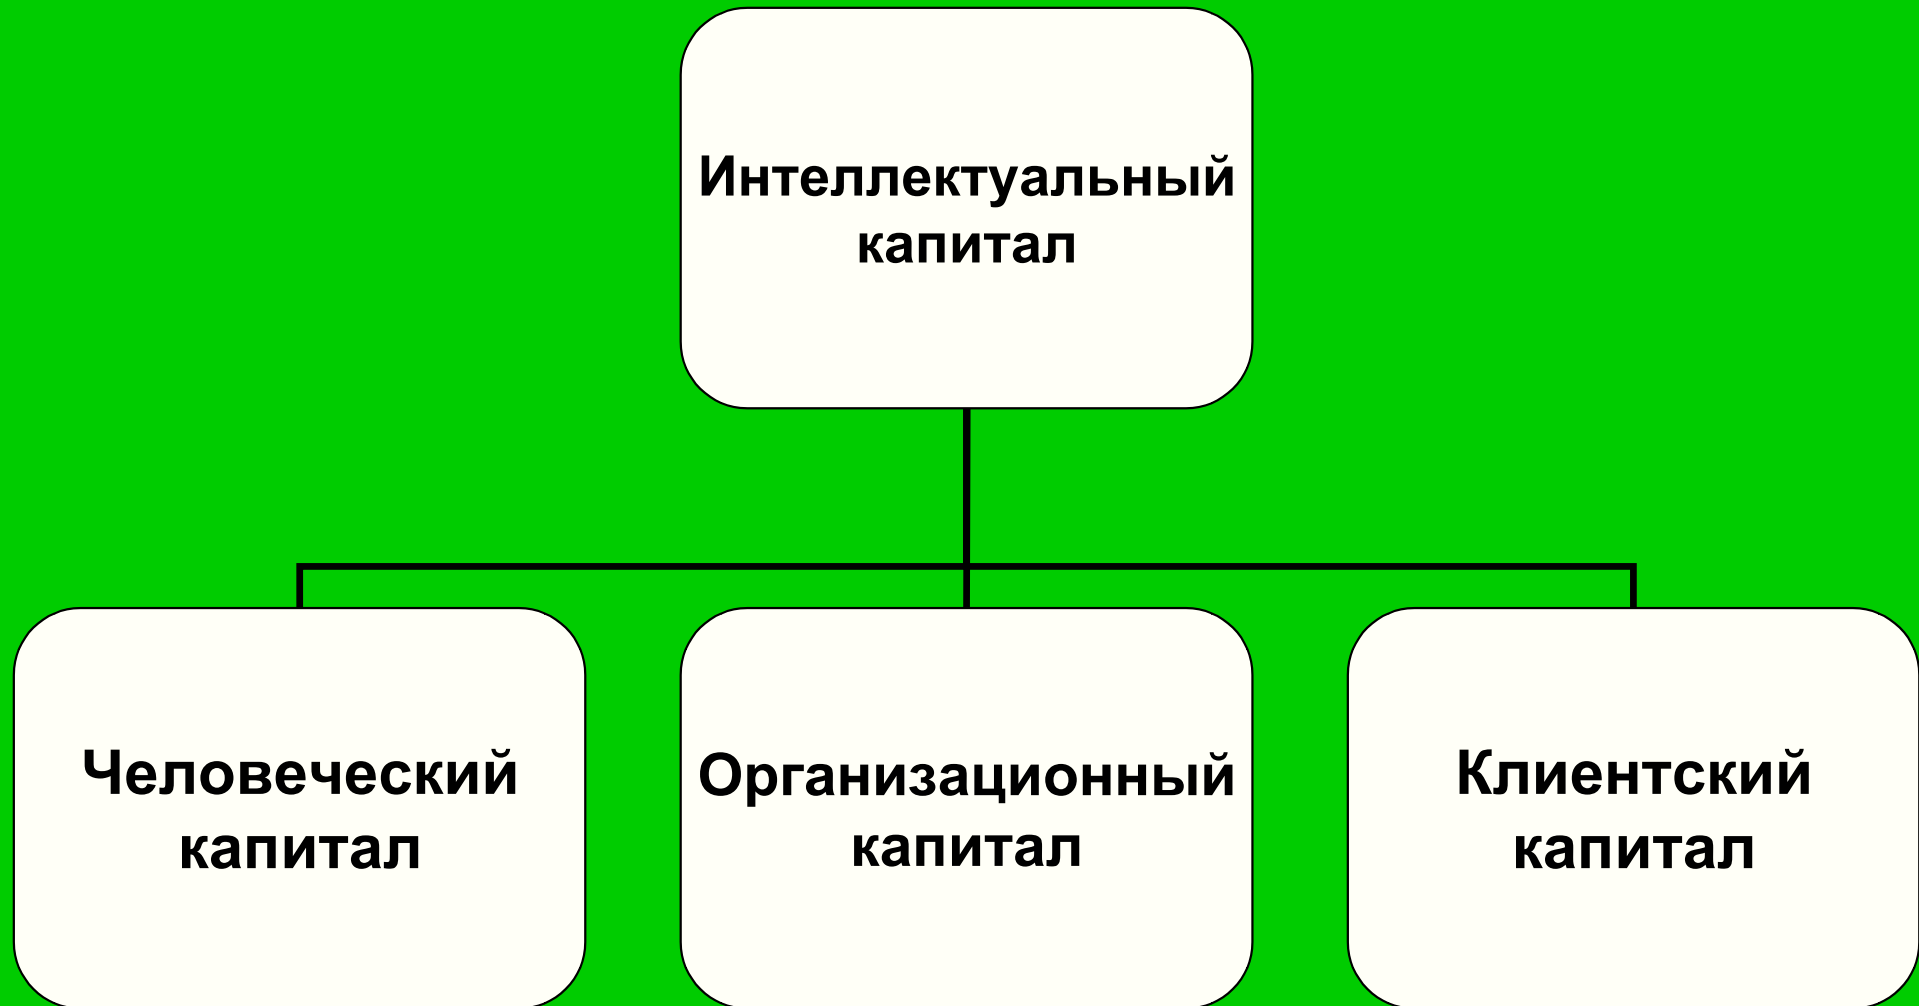 Интеллектуальный
капитал
Человеческий
капитал
Организационный
капитал
Клиентский
капитал